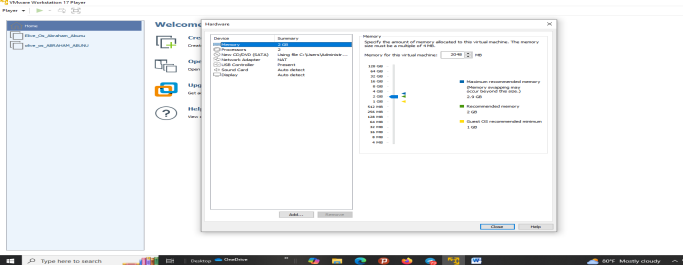 VMware Workstation 17 Player
Player
Home
Elive_Os_Abraham_Abunu
elive_os_ABRAHAM_ABUNU
Welcome
Cre
Create
Ope
Open
Upg
Get a
Help
View
Hardware
Device Summary
Memory 2 GB
Processors 2
New CD/DVD (SATA) Using file C:\Users\Administr...
Network Adapter NAT
USB Controller Present
Sound Card Auto detect
Display Auto detect
Add... Remove
Memory
Specify the amount of memory allocated to this virtual machine. The memory
size must be a multiple of 4 MB.
Memory for this virtual machine: 2048 MB
128 GB
64 GB
32 GB
16 GB
8 GB
4 GB
2 GB
1 GB
512 MB
256 MB
128 MB
64 MB
32 MB
16 MB
8 MB
4 MB
Maximum recommended memory
(Memory swapping may
occur beyond this size.)
2.9 GB
Recommended memory
2 GB
Guest OS recommended minimum
1 GB
Close Help
Type here to search
Desktop
OneDrive
80°F Mostly cloudy